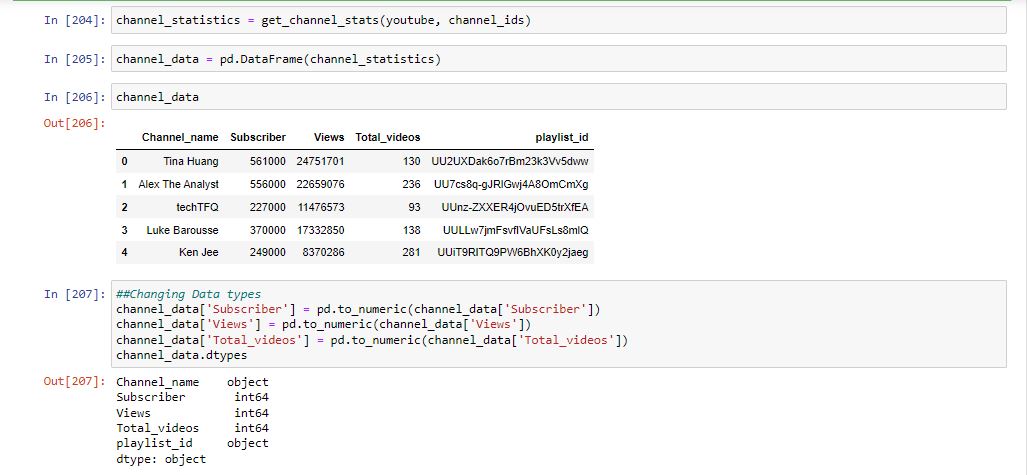 In [204]: channel_statistics = get_channel_stats(youtube, channel_ids)
In [205]: channel_data = pd.DataFrame(channel_statistics)
In [206]: channel_data
Out[206]:
Channel_name Subscriber Views Total_videos playlist_id
0 Tina Huang 561000 24751701 130 UU2UXDak6o7rBm23k3Vv5dww
1 Alex The Analyst 556000 22659076 236 UU7cs8q-gJRlGwj4A8OmCmXg
2 techTFQ 227000 11476573 93 UUnz-ZXXER4jOvuED5trXfEA
3 Luke Barousse 370000 17332850 138 UULLw7jmFsvfIVaUFsLs8mlQ
4 Ken Jee 249000 8370286 281 UUiT9RITQ9PW6BhXK0y2jaeg
In [207]: ##Changing Data types
channel_data['Subscriber'] = pd.to_numeric(channel_data['Subscriber'])
channel_data['Views'] = pd.to_numeric(channel_data['Views'])
channel_data['Total_videos'] = pd.to_numeric(channel_data['Total_videos'])
channel_data.dtypes
Out[207]: Channel_name object
Subscriber int64
Views int64
Total_videos int64
playlist_id object
dtype: object